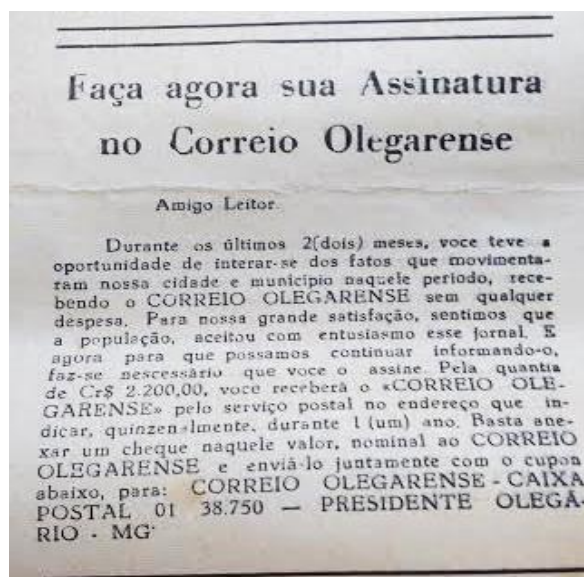 Faça agora sua Assinatura
no Correio Olegarense
Amigo Leitor.
Durante os últimos 2(dois) meses, voce teve a
oportunidade de interar-se dos fatos que movimenta-
ram nossa cidade e município naquele período, rece-
bendo o CORREIO OLEGARENSE sem qualquer
despesa. Para nossa grande satisfação, sentimos que
a população, aceitou com entusiasmo esse jornal. E
agora para que possamos continuar informando-o,
faz-se nescessário que voce o assine. Pela quantia
de Cr$ 2.200,00, voce receberá o «CORREIO OLE-
GARENSE» pelo serviço postal no endereço que in-
dicar, quinzenalmente, durante 1 (um) ano. Basta ane-
xar um cheque naquele valor, nominal ao CORREIO
OLEGARENSE e enviá-lo juntamente com o cupon
abaixo, para: CORREIO OLEGARENSE - CAIXA
POSTAL 01 38.750 — PRESIDENTE OLEGÁ-
RIO - MG